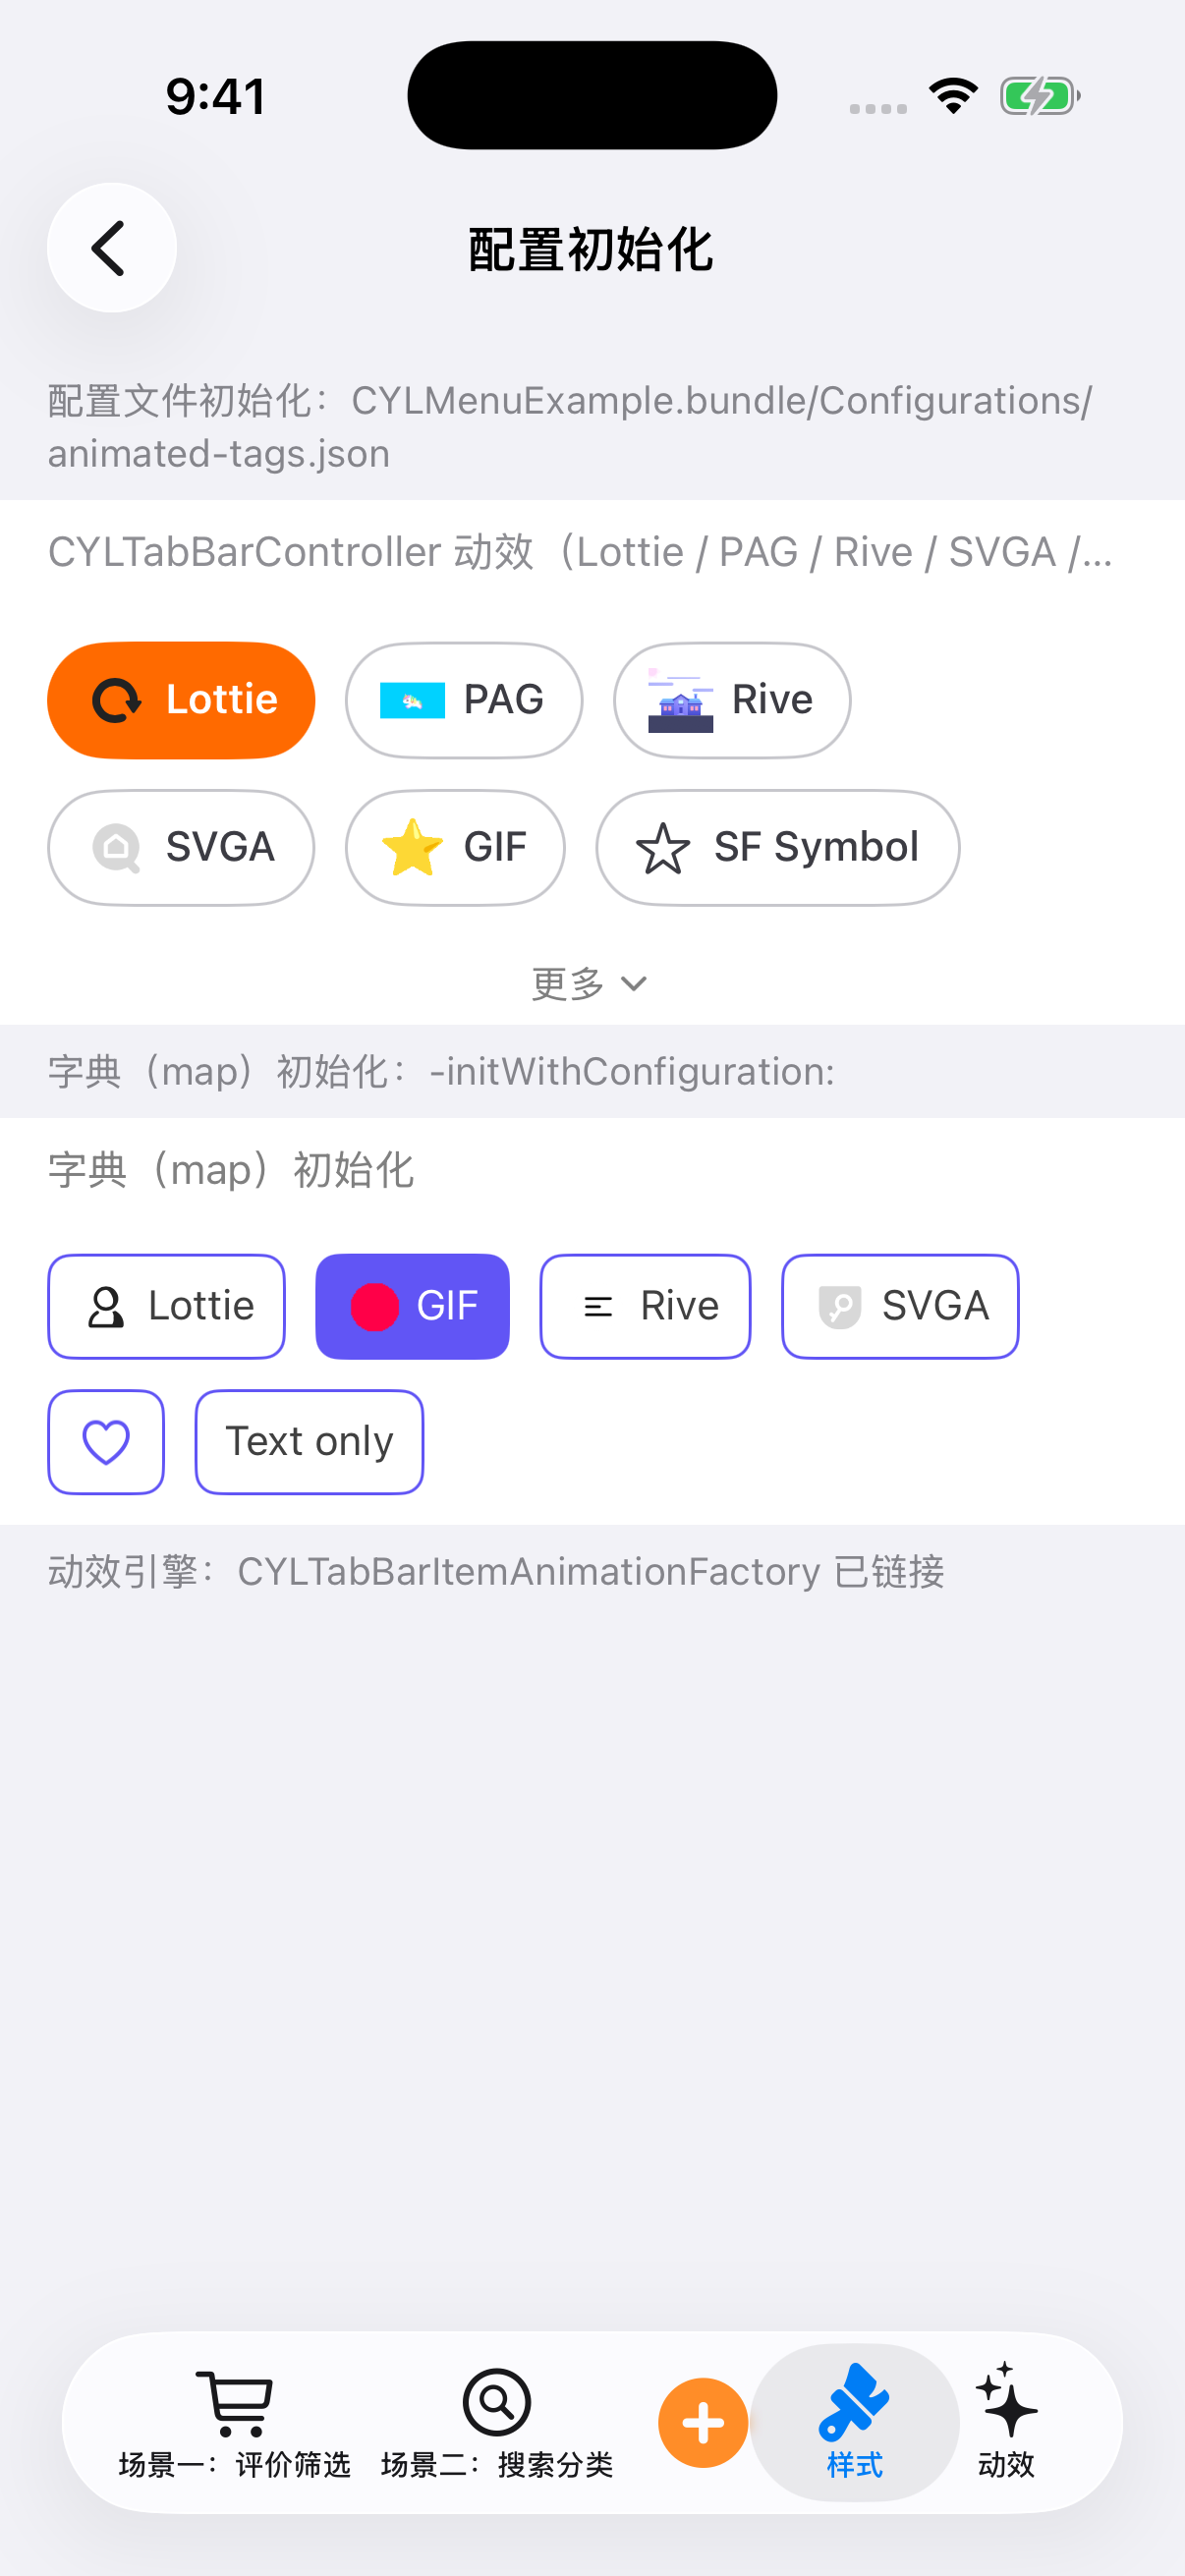 9:41
配置初始化
配置文件初始化：CYLMenuExample.bundle/Configurations/
animated-tags.json
CYLTabBarController 动效（Lottie / PAG / Rive / SVGA /...
Lottie
PAG
Rive
SVGA
GIF
SF Symbol
更多
字典（map）初始化：-initWithConfiguration:
字典（map）初始化
Lottie
GIF
Rive
SVGA
Text only
动效引擎：CYLTabBarItemAnimationFactory 已链接
场景一：评价筛选
场景二：搜索分类
样式
动效